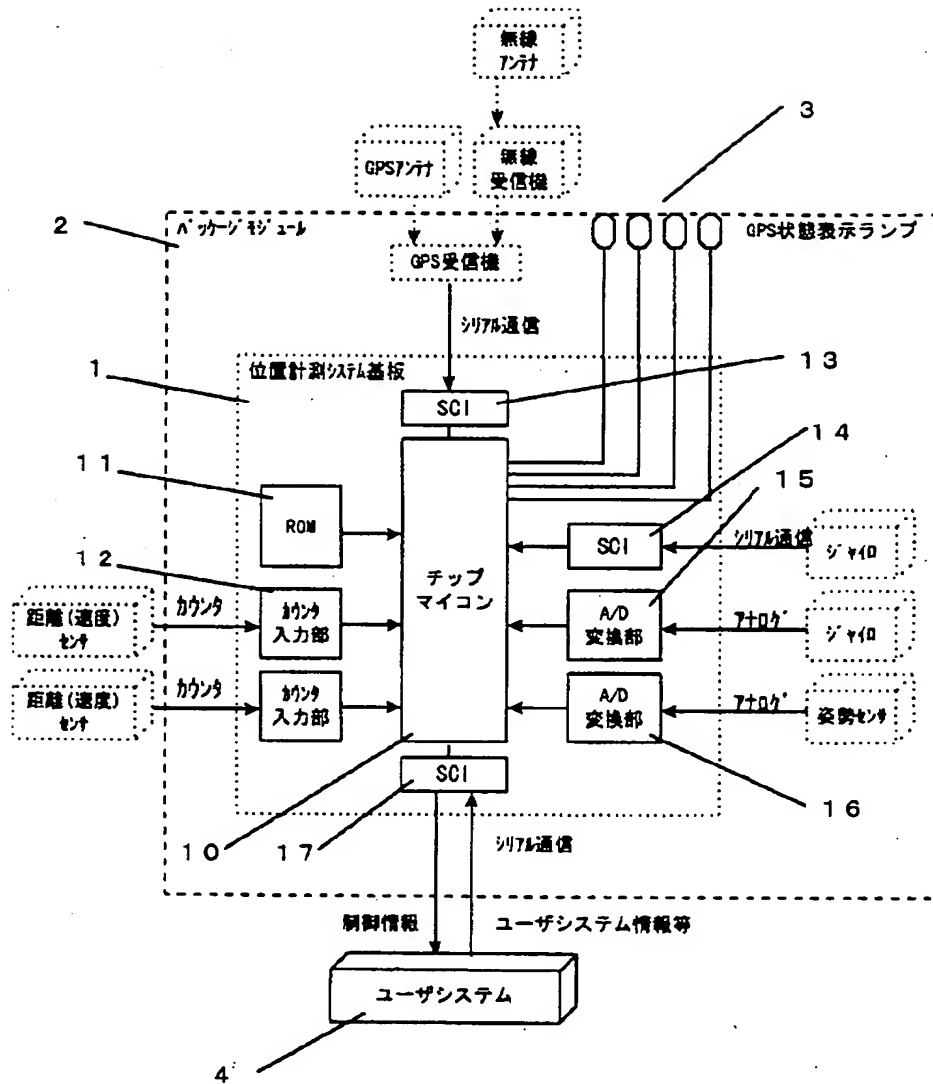 無線
アンテナ
3
GPSアンテナ
無線
受信機
2
パッケージモジュール
GPS状態表示ランプ
GPS受信機
シリアル通信
1
位置計測システム基板
13
SCI
14
11
15
ROM
チップ
マイコン
SCI
シリアル通信
ジャイロ
12
距離(速度)
センサ
カウンタ
カウンタ
入力部
A/D
変換部
アナログ
ジャイロ
距離(速度)
センサ
カウンタ
カウンタ
入力部
A/D
変換部
アナログ
姿勢センサ
SCI
16
10
17
シリアル通信
制御情報
ユーザシステム情報等
ユーザシステム
4